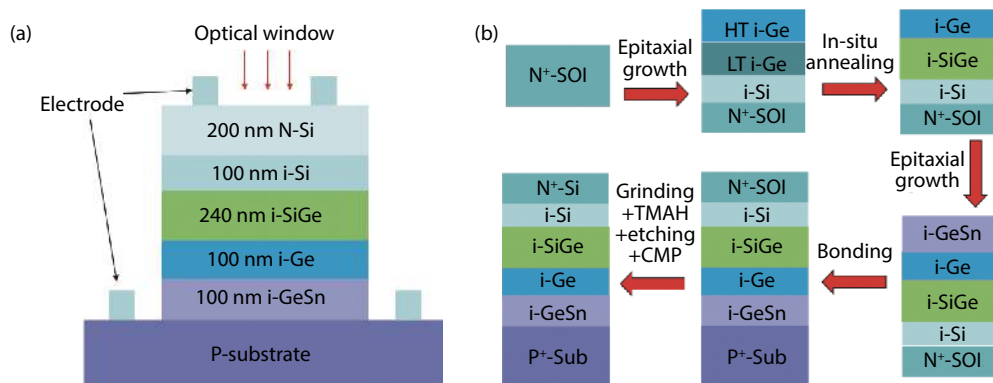 (a)
Optical window
Electrode
200 nm N-Si
100 nm i-Si
240 nm i-SiGe
100 nm i-Ge
100 nm i-GeSn
P-substrate
(b)
N⁺-SOI
Epitaxial
growth
HT i-Ge
LT i-Ge
i-Si
N⁺-SOI
In-situ
annealing
i-Ge
i-SiGe
i-Si
N⁺-SOI
Epitaxial
growth
i-GeSn
i-Ge
i-SiGe
i-Si
N⁺-SOI
Bonding
N⁺-SOI
i-Si
i-SiGe
i-Ge
i-GeSn
P⁺-Sub
Grinding
+TMAH
+etching
+CMP
N⁺-Si
i-Si
i-SiGe
i-Ge
i-GeSn
P⁺-Sub